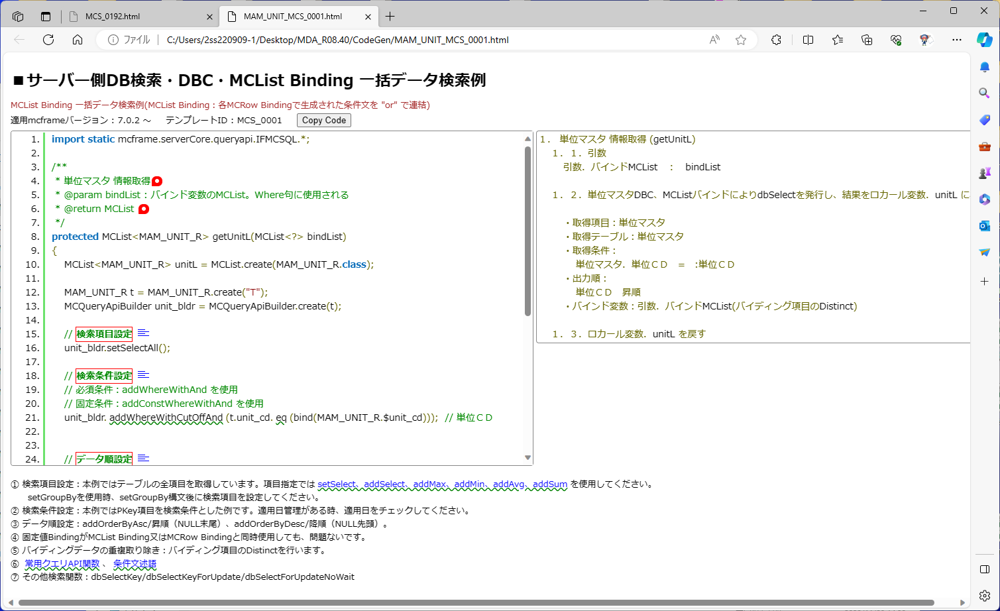 MCS_0192.html
MAM_UNIT_MCS_0001.html
ファイル
C:/Users/2ss220909-1/Desktop/MDA_R08.40/CodeGen/MAM_UNIT_MCS_0001.html
■サーバー側DB検索・DBC・MCList Binding 一括データ検索例
MCList Binding 一括データ検索例(MCList Binding：各MCRow Bindingで生成された条件文を "or" で連結)
適用mcframeバージョン：7.0.2 ～ テンプレートID：MCS_0001 Copy Code
1. import static mcframe.serverCore.queryapi.IFMCSQL.*;
2.
3. /**
4. * 単位マスタ 情報取得
5. * @param bindList：バインド変数のMCList。Where句に使用される
6. * @return MCList
7. */
8. protected MCList<MAM_UNIT_R> getUnitL(MCList<?> bindList)
9. {
10. MCList<MAM_UNIT_R> unitL = MCList.create(MAM_UNIT_R.class);
11.
12. MAM_UNIT_R t = MAM_UNIT_R.create("T");
13. MCQueryApiBuilder unit_bldr = MCQueryApiBuilder.create(t);
14.
15. // 検索項目設定
16. unit_bldr.setSelectAll();
17.
18. // 検索条件設定
19. // 必須条件：addWhereWithAnd を使用
20. // 固定条件：addConstWhereWithAnd を使用
21. unit_bldr. addWhereWithCutOffAnd (t.unit_cd. eq (bind(MAM_UNIT_R.$unit_cd))); // 単位ＣＤ
22.
23.
24. // データ順設定
１． 単位マスタ 情報取得 (getUnitL)
１．１．引数
引数．バインドMCList ： bindList
１．２．単位マスタDBC、MCListバインドによりdbSelectを発行し、結果をロカール変数．unitL に
・取得項目：単位マスタ
・取得テーブル：単位マスタ
・取得条件：
単位マスタ．単位ＣＤ ＝ :単位ＣＤ
・出力順：
単位ＣＤ 昇順
・バインド変数：引数．バインドMCList(バイディング項目のDistinct)
１．３．ロカール変数．unitL を戻す
① 検索項目設定：本例ではテーブルの全項目を取得しています。項目指定では setSelect、addSelect、addMax、addMin、addAvg、addSum を使用してください。
setGroupByを使用時、setGroupBy構文後に検索項目を設定してください。
② 検索条件設定：本例ではPKey項目を検索条件とした例です。適用日管理がある時、適用日をチェックしてください。
③ データ順設定：addOrderByAsc/昇順（NULL末尾）、addOrderByDesc/降順（NULL先頭）。
④ 固定値BindingがMCList Binding又はMCRow Bindingと同時使用しても、問題ないです。
⑤ バイディングデータの重複取り除き：バイディング項目のDistinctを行います。
⑥ 常用クエリAPI関数 、 条件文述語
⑦ その他検索関数：dbSelectKey/dbSelectKeyForUpdate/dbSelectForUpdateNoWait